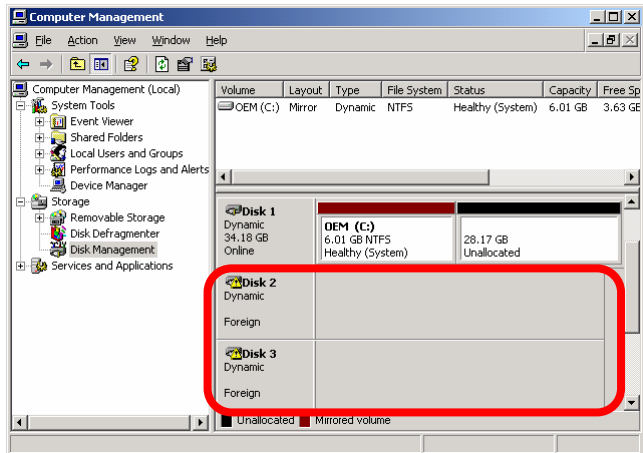 Computer Management
File Action View Window Help
Computer Management (Local)
System Tools
Event Viewer
Shared Folders
Local Users and Groups
Performance Logs and Alerts
Device Manager
Storage
Removable Storage
Disk Defragmenter
Disk Management
Services and Applications
Volume Layout Type File System Status Capacity Free Sp
OEM (C:) Mirror Dynamic NTFS Healthy (System) 6.01 GB 3.63 GB
Disk 1
Dynamic
34.18 GB
Online
OEM (C:)
6.01 GB NTFS
Healthy (System)
28.17 GB
Unallocated
Disk 2
Dynamic
Foreign
Disk 3
Dynamic
Foreign
Unallocated Mirrored volume